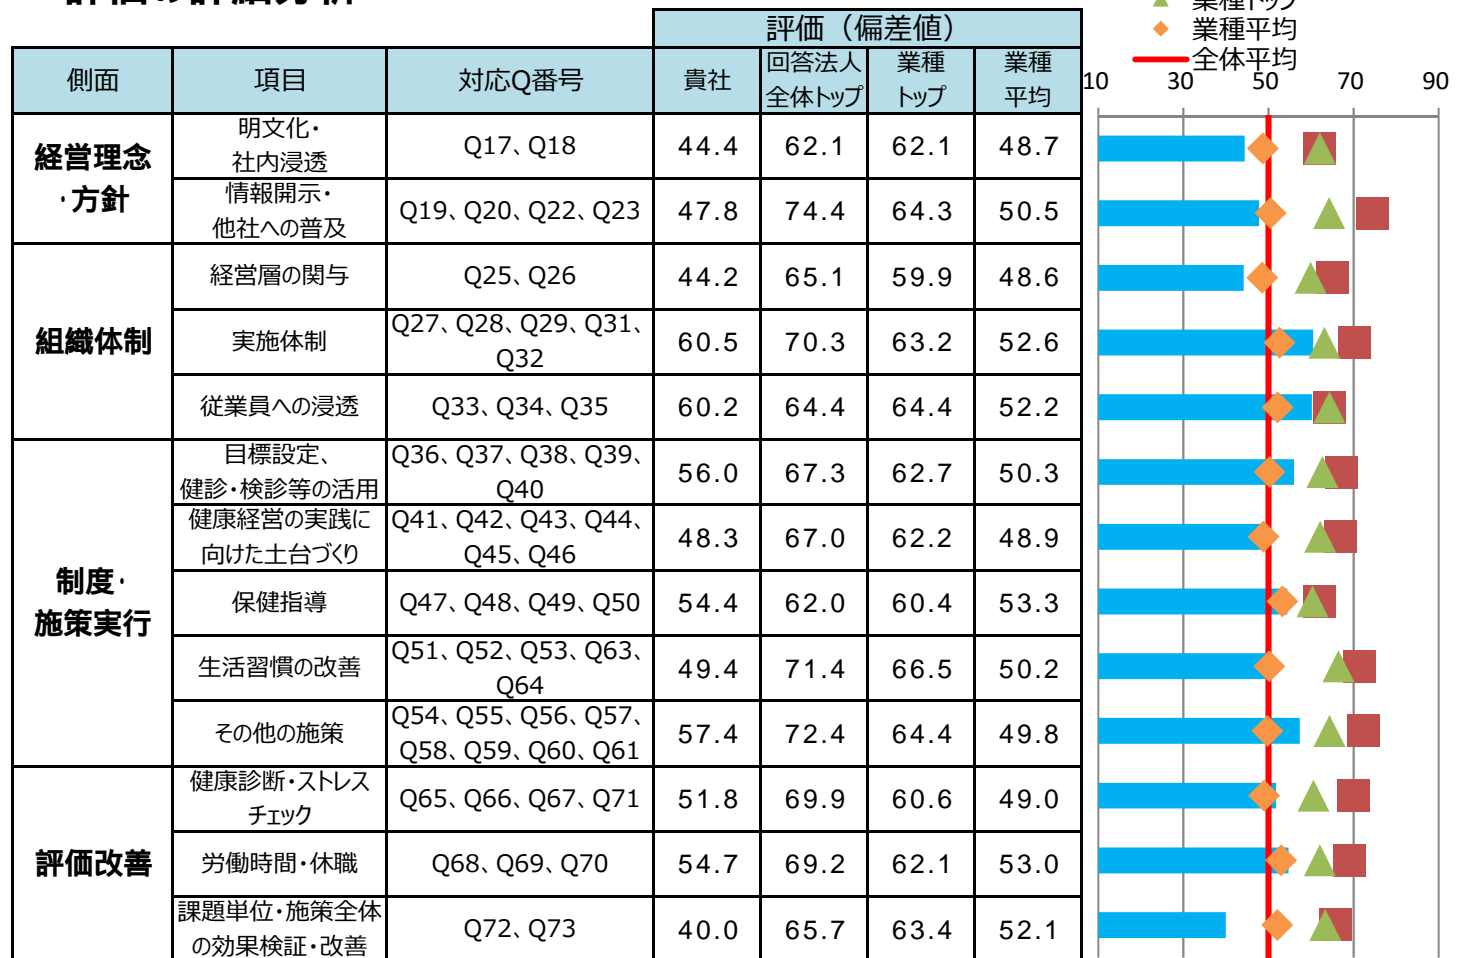 評価の詳細分析
業種トップ
業種平均
全体平均
評価（偏差値）
側面 項目 対応Q番号 貴社 回答法人全体トップ 業種トップ 業種平均
10 30 50 70 90
経営理念・方針
明文化・社内浸透 Q17、Q18 44.4 62.1 62.1 48.7
情報開示・他社への普及 Q19、Q20、Q22、Q23 47.8 74.4 64.3 50.5
組織体制
経営層の関与 Q25、Q26 44.2 65.1 59.9 48.6
実施体制 Q27、Q28、Q29、Q31、Q32 60.5 70.3 63.2 52.6
従業員への浸透 Q33、Q34、Q35 60.2 64.4 64.4 52.2
制度・施策実行
目標設定、健診・検診等の活用 Q36、Q37、Q38、Q39、Q40 56.0 67.3 62.7 50.3
健康経営の実践に向けた土台づくり Q41、Q42、Q43、Q44、Q45、Q46 48.3 67.0 62.2 48.9
保健指導 Q47、Q48、Q49、Q50 54.4 62.0 60.4 53.3
生活習慣の改善 Q51、Q52、Q53、Q63、Q64 49.4 71.4 66.5 50.2
その他の施策 Q54、Q55、Q56、Q57、Q58、Q59、Q60、Q61 57.4 72.4 64.4 49.8
評価改善
健康診断・ストレスチェック Q65、Q66、Q67、Q71 51.8 69.9 60.6 49.0
労働時間・休職 Q68、Q69、Q70 54.7 69.2 62.1 53.0
課題単位・施策全体の効果検証・改善 Q72、Q73 40.0 65.7 63.4 52.1